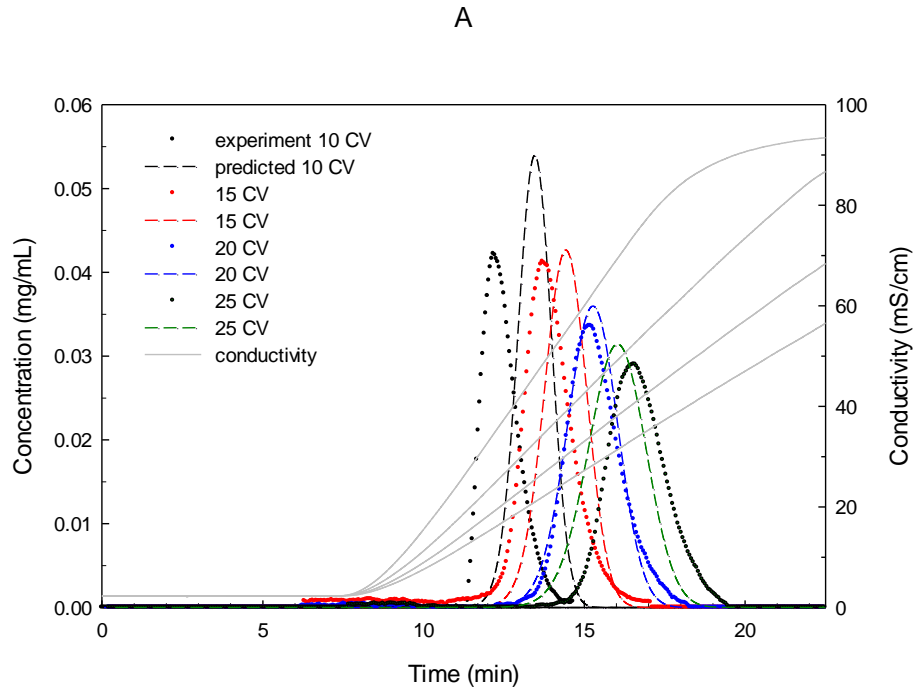 A
0.06
0.05
0.04
0.03
0.02
0.01
0.00
Concentration (mg/mL)
experiment 10 CV
predicted 10 CV
15 CV
15 CV
20 CV
20 CV
25 CV
25 CV
conductivity
100
80
60
40
20
0
Conductivity (mS/cm)
0 5 10 15 20
Time (min)